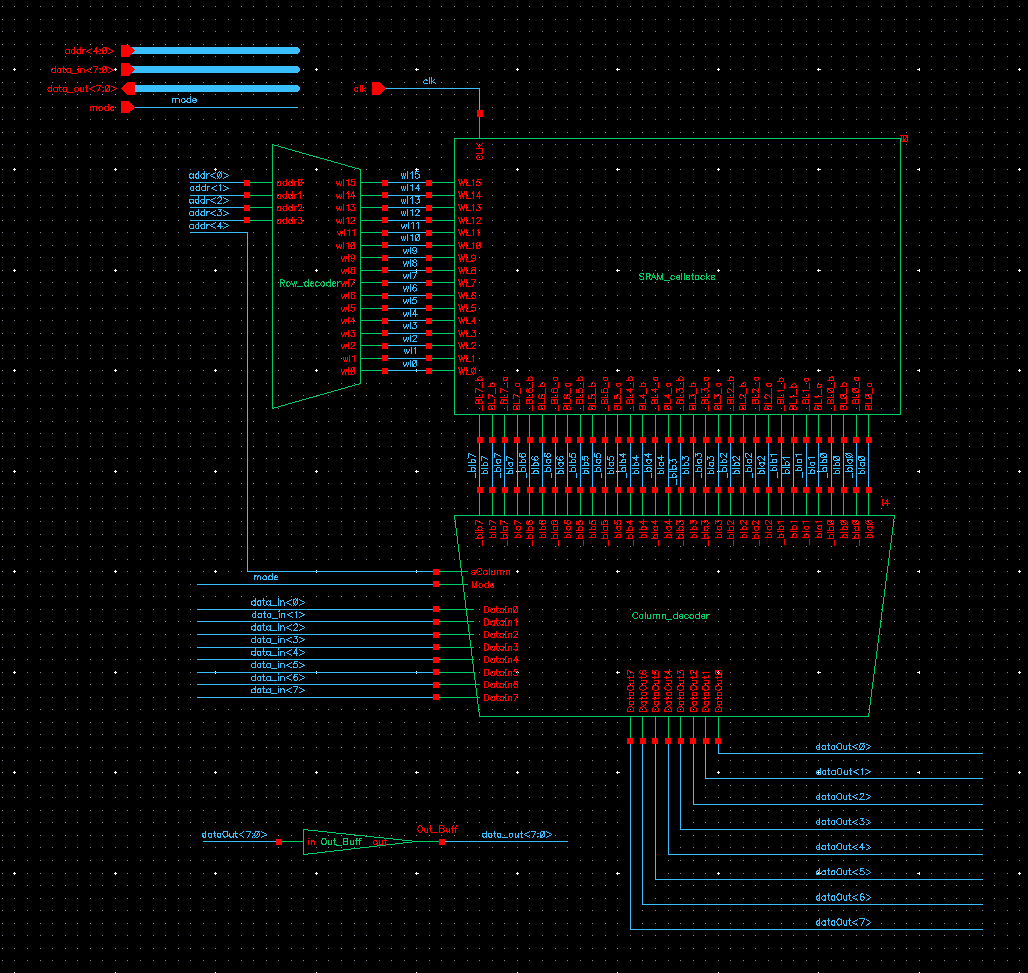 addr<4:0>
data_in<7:0>
data_out<7:0>
mode
mode
clk
clk
CLK
addr<0>
addr<1>
addr<2>
addr<3>
addr<4>
addr0
addr1
addr2
addr3
Row_decoder
wl15
wl14
wl13
wl12
wl11
wl10
wl9
wl8
wl7
wl6
wl5
wl4
wl3
wl2
wl1
wl0
wl15
wl14
wl13
wl12
wl11
wl10
wl9
wl8
wl7
wl6
wl5
wl4
wl3
wl2
wl1
wl0
WL15
WL14
WL13
WL12
WL11
WL10
WL9
WL8
WL7
WL6
WL5
WL4
WL3
WL2
WL1
WL0
SRAM_cellstacks
_BL7_b
BL7_b
_BL7_a
BL7_a
_BL6_b
BL6_b
_BL6_a
BL6_a
_BL5_b
BL5_b
_BL5_a
BL5_a
_BL4_b
BL4_b
_BL4_a
BL4_a
_BL3_b
BL3_b
_BL3_a
BL3_a
_BL2_b
BL2_b
_BL2_a
BL2_a
_BL1_b
BL1_b
_BL1_a
BL1_a
_BL0_b
BL0_b
_BL0_a
BL0_a
_blb7
blb7
_bla7
bla7
_blb6
blb6
_bla6
bla6
_blb5
blb5
_bla5
bla5
_blb4
blb4
_bla4
bla4
_blb3
blb3
_bla3
bla3
_blb2
blb2
_bla2
bla2
_blb1
blb1
_bla1
bla1
_blb0
blb0
_bla0
bla0
I4
_blb7
blb7
_bla7
bla7
_blb6
blb6
_bla6
bla6
_blb5
blb5
_bla5
bla5
_blb4
blb4
_bla4
bla4
_blb3
blb3
_bla3
bla3
_blb2
blb2
_bla2
bla2
_blb1
blb1
_bla1
bla1
_blb0
blb0
_bla0
bla0
mode
aColumn
Mode
data_in<0>
data_in<1>
data_in<2>
data_in<3>
data_in<4>
data_in<5>
data_in<6>
data_in<7>
DataIn0
DataIn1
DataIn2
DataIn3
DataIn4
DataIn5
DataIn6
DataIn7
Column_decoder
DataOut7
DataOut6
DataOut5
DataOut4
DataOut3
DataOut2
DataOut1
DataOut0
dataOut<0>
dataOut<1>
dataOut<2>
dataOut<3>
dataOut<4>
dataOut<5>
dataOut<6>
dataOut<7>
dataOut<7:0>
in Out_Buff out
Out_Buff
data_out<7:0>